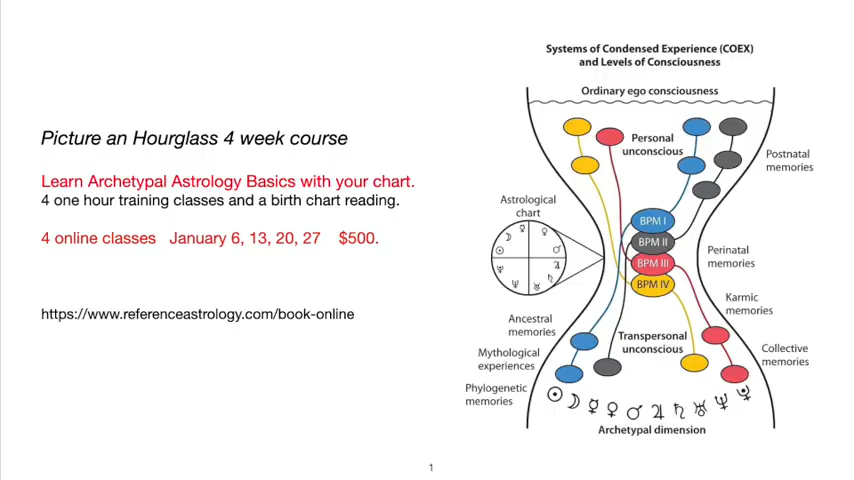 Picture an Hourglass 4 week course
Learn Archetypal Astrology Basics with your chart.
4 one hour training classes and a birth chart reading.
4 online classes January 6, 13, 20, 27 $500.
https://www.referenceastrology.com/book-online
Systems of Condensed Experience (COEX)
and Levels of Consciousness
Ordinary ego consciousness
Personal
unconscious
Postnatal
memories
Astrological
chart
BPM I
BPM II
BPM III
BPM IV
Perinatal
memories
Karmic
memories
Ancestral
memories
Transpersonal
unconscious
Mythological
experiences
Collective
memories
Phylogenetic
memories
☉ ☽ ☿ ♀ ♂ ♃ ♄ ♅ ♆ ♇
Archetypal dimension
1